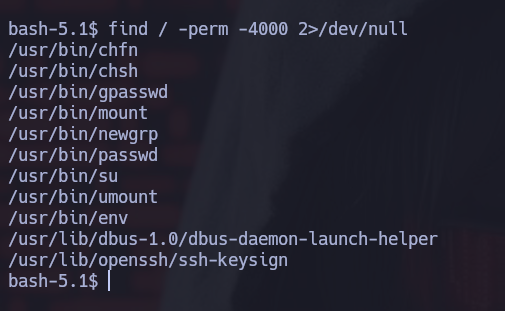 bash-5.1$ find / -perm -4000 2>/dev/null
/usr/bin/chfn
/usr/bin/chsh
/usr/bin/gpasswd
/usr/bin/mount
/usr/bin/newgrp
/usr/bin/passwd
/usr/bin/su
/usr/bin/umount
/usr/bin/env
/usr/lib/dbus-1.0/dbus-daemon-launch-helper
/usr/lib/openssh/ssh-keysign
bash-5.1$